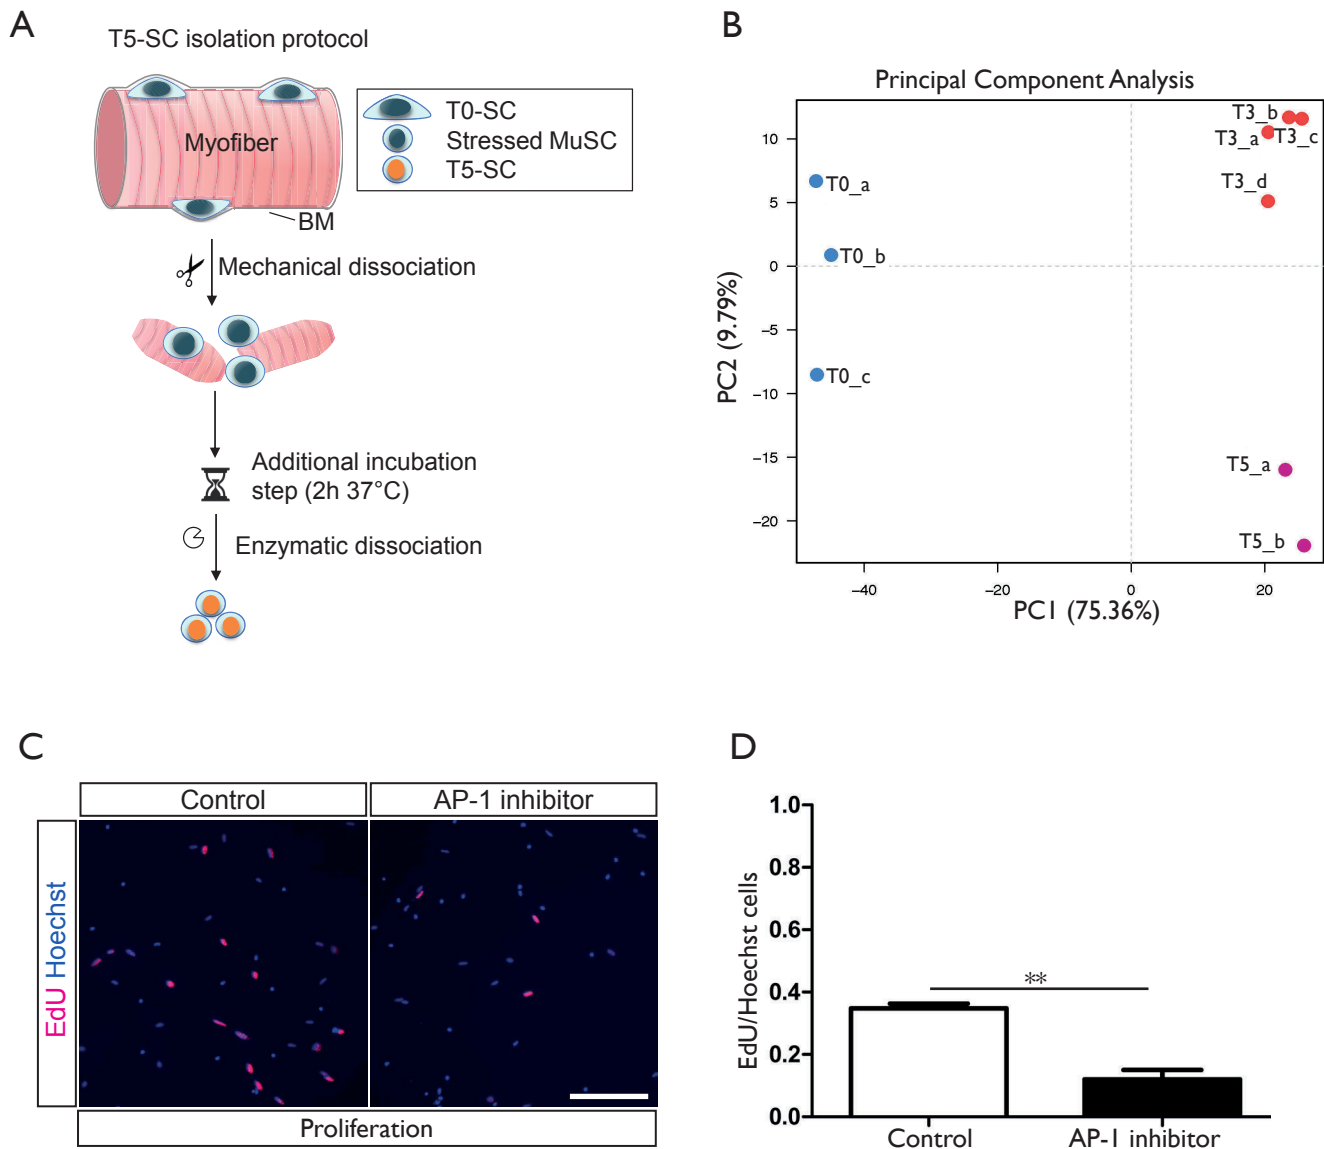 A
T5-SC isolation protocol
T0-SC
Stressed MuSC
T5-SC
Myofiber
BM
Mechanical dissociation
Additional incubation
step (2h 37°C)
Enzymatic dissociation
B
Principal Component Analysis
10
5
0
−5
−10
−15
−20
PC2 (9.79%)
T3_b
T3_a
T3_c
T3_d
T0_a
T0_b
T0_c
T5_a
T5_b
−40
−20
0
20
PC1 (75.36%)
C
Control
AP-1 inhibitor
EdU Hoechst
Proliferation
D
1.0
0.8
0.6
0.4
0.2
0.0
EdU/Hoechst cells
**
Control
AP-1 inhibitor